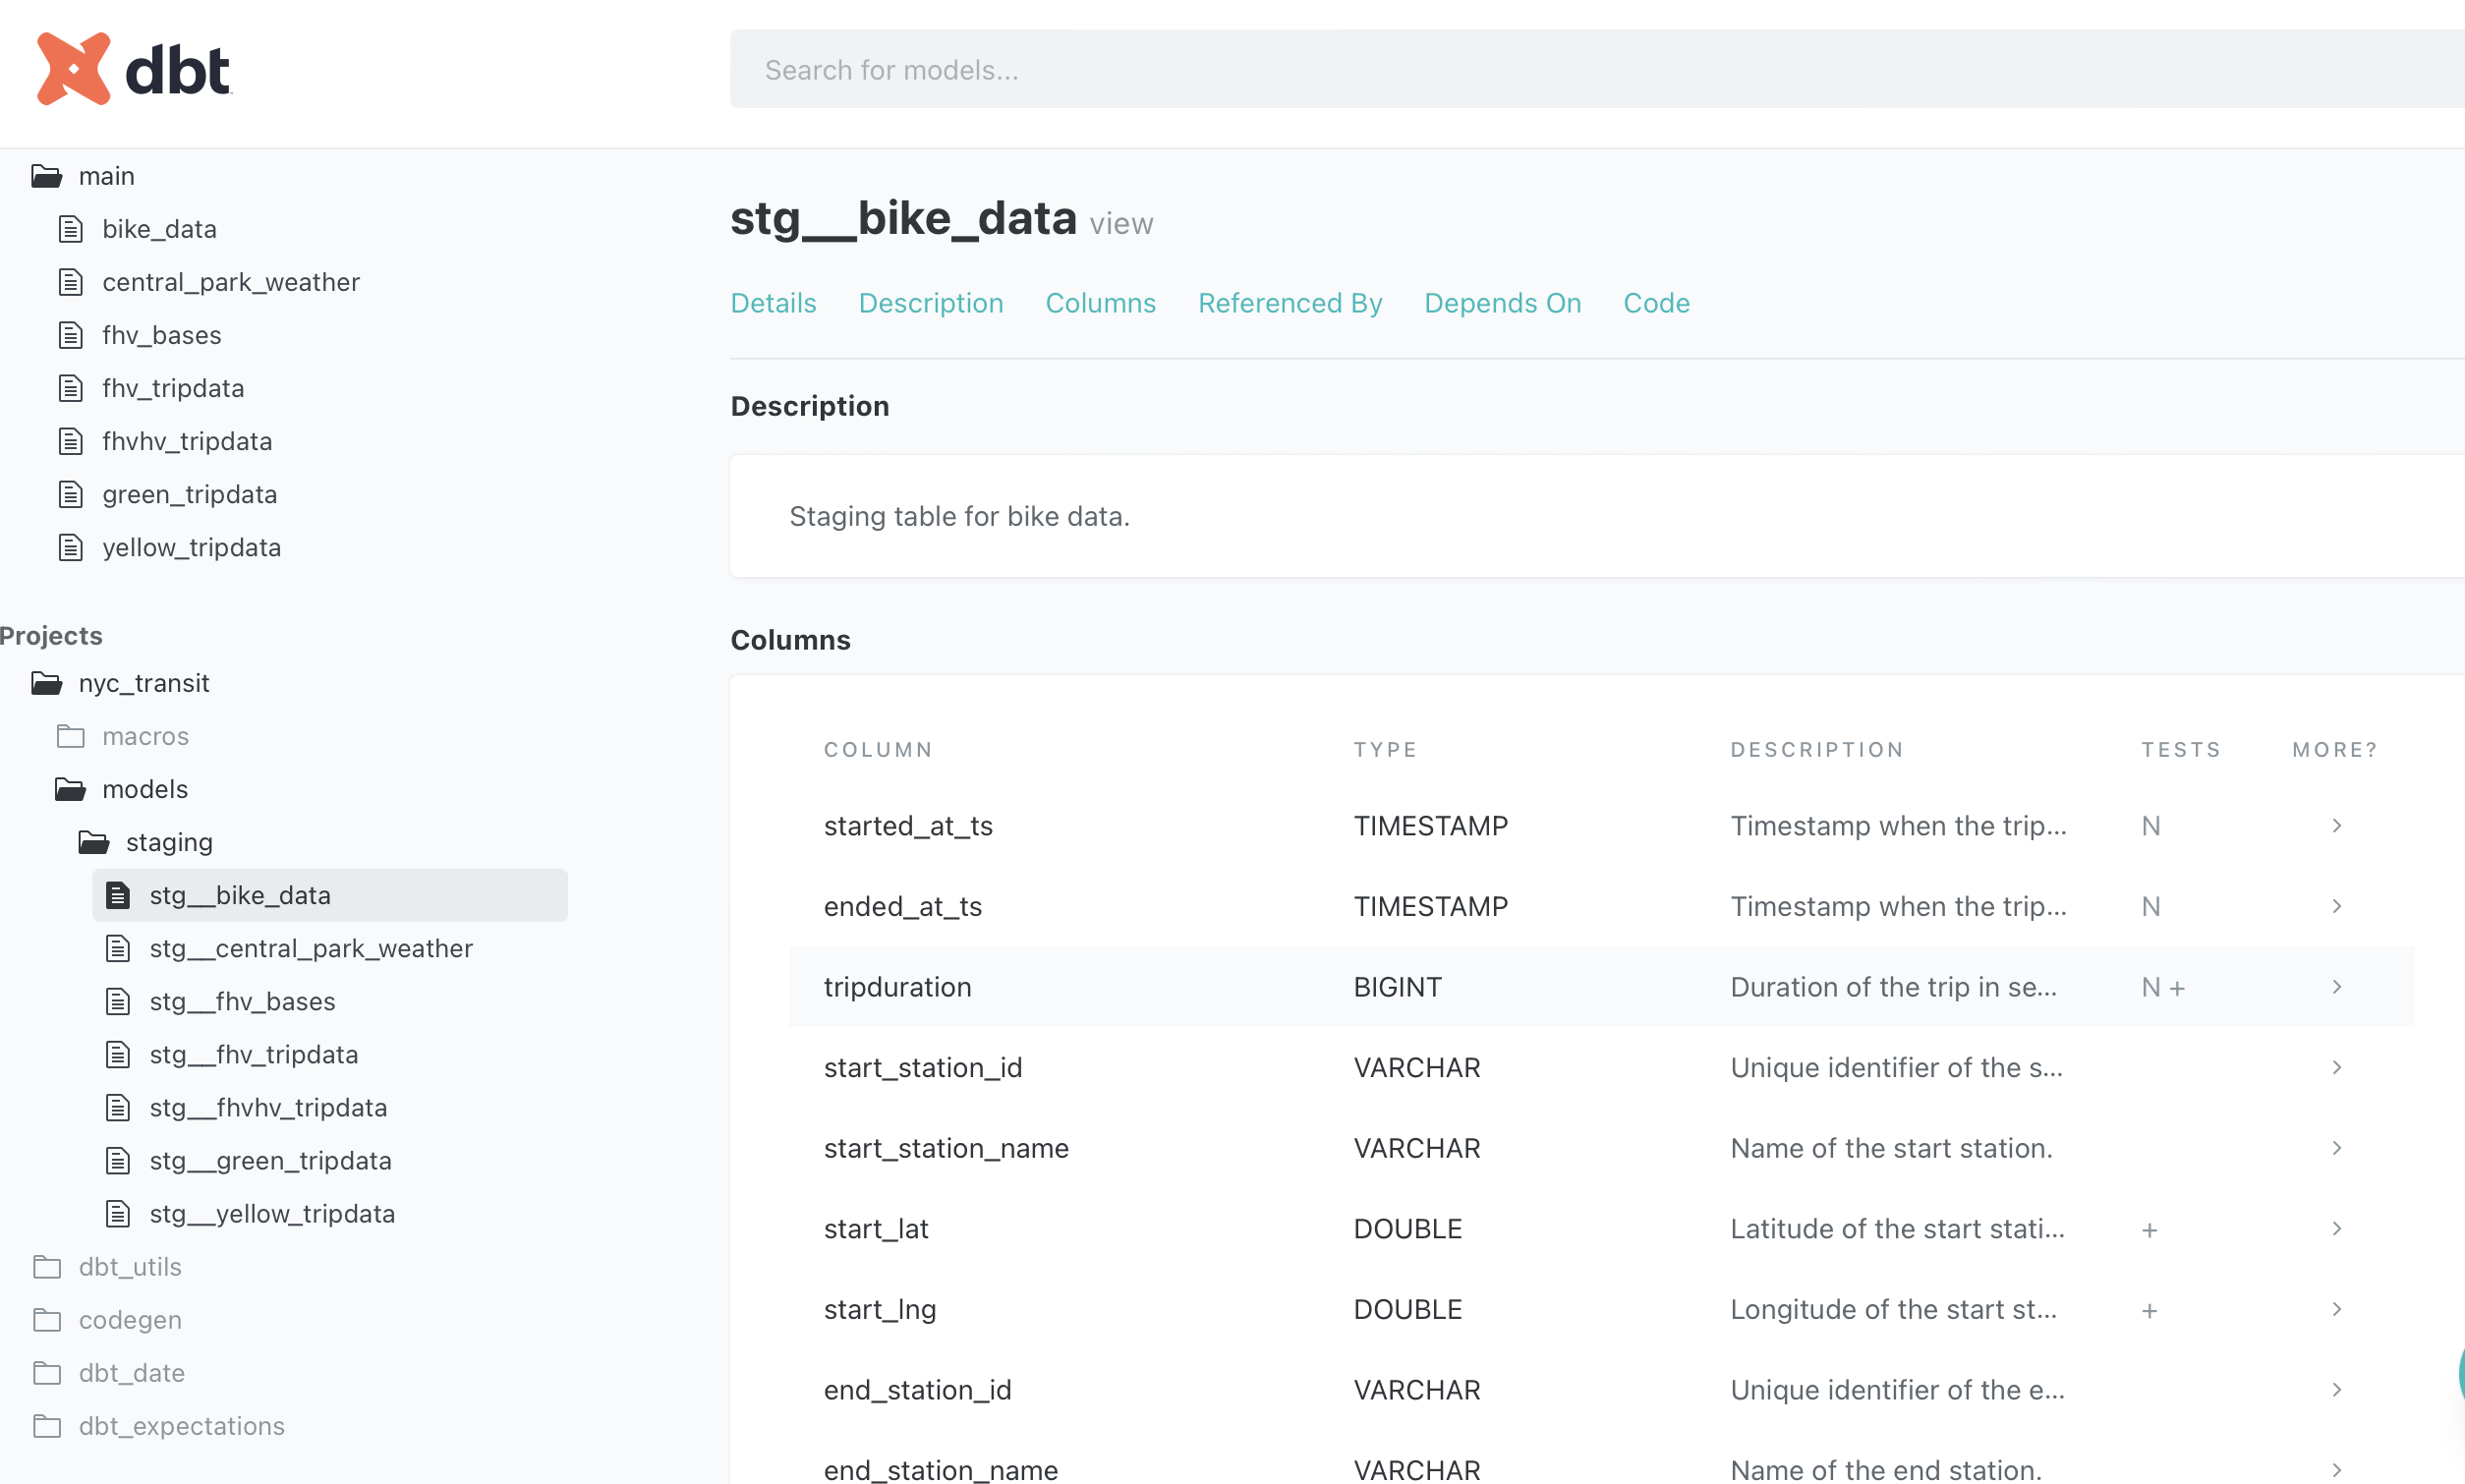 dbt
Search for models...
main
bike_data
central_park_weather
fhv_bases
fhv_tripdata
fhvhv_tripdata
green_tripdata
yellow_tripdata
Projects
nyc_transit
macros
models
staging
stg__bike_data
stg__central_park_weather
stg__fhv_bases
stg__fhv_tripdata
stg__fhvhv_tripdata
stg__green_tripdata
stg__yellow_tripdata
dbt_utils
codegen
dbt_date
dbt_expectations
stg__bike_data view
Details Description Columns Referenced By Depends On Code
Description
Staging table for bike data.
Columns
COLUMN TYPE DESCRIPTION TESTS MORE?
started_at_ts TIMESTAMP Timestamp when the trip... N
ended_at_ts TIMESTAMP Timestamp when the trip... N
tripduration BIGINT Duration of the trip in se... N +
start_station_id VARCHAR Unique identifier of the s...
start_station_name VARCHAR Name of the start station.
start_lat DOUBLE Latitude of the start stati... +
start_lng DOUBLE Longitude of the start st... +
end_station_id VARCHAR Unique identifier of the e...
end_station_name VARCHAR Name of the end station.